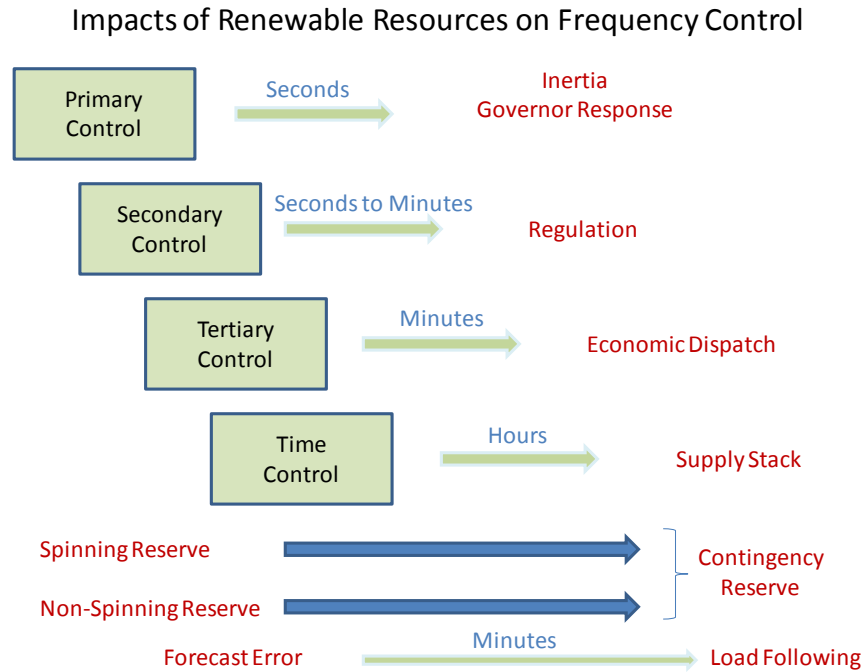 Impacts of Renewable Resources on Frequency Control
Primary
Control
Seconds
Inertia
Governor Response
Secondary
Control
Seconds to Minutes
Regulation
Tertiary
Control
Minutes
Economic Dispatch
Time
Control
Hours
Supply Stack
Spinning Reserve
Non-Spinning Reserve
Contingency
Reserve
Forecast Error
Minutes
Load Following